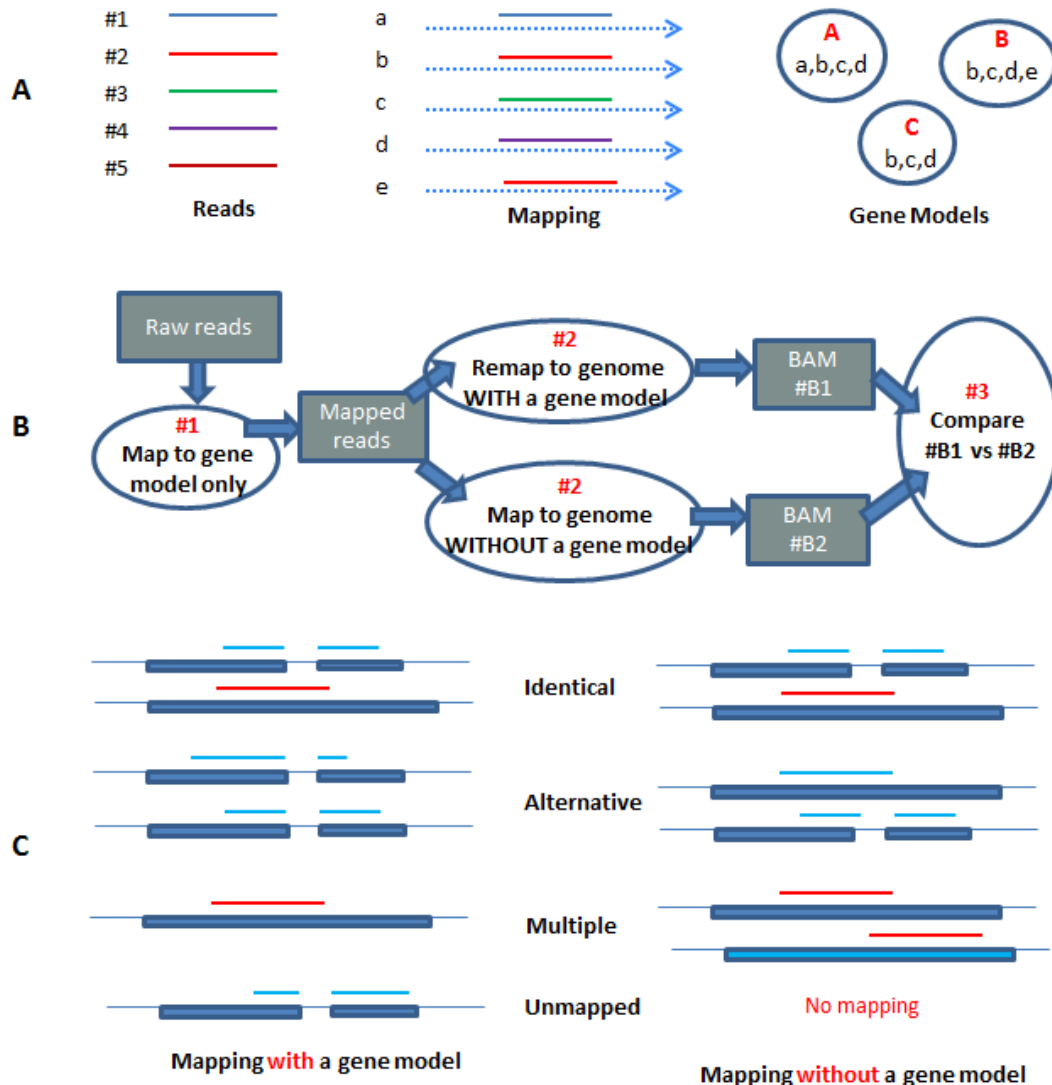 A
#1
#2
#3
#4
#5
Reads
a
b
c
d
e
Mapping
A
a,b,c,d
B
b,c,d,e
C
b,c,d
Gene Models
B
Raw reads
#1
Map to gene
model only
Mapped
reads
#2
Remap to genome
WITH a gene model
#2
Map to genome
WITHOUT a gene model
BAM
#B1
BAM
#B2
#3
Compare
#B1 vs #B2
C
Identical
Alternative
Multiple
Unmapped
No mapping
Mapping with a gene model
Mapping without a gene model